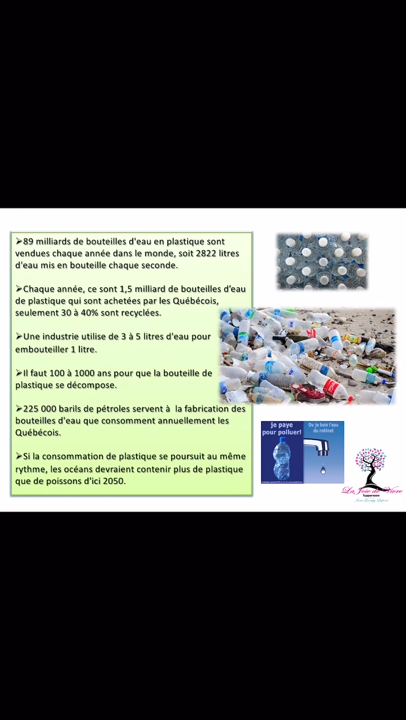 ➢89 milliards de bouteilles d'eau en plastique sont
vendues chaque année dans le monde, soit 2822 litres
d'eau mis en bouteille chaque seconde.
➢Chaque année, ce sont 1,5 milliard de bouteilles d'eau
de plastique qui sont achetées par les Québécois,
seulement 30 à 40% sont recyclées.
➢Une industrie utilise de 3 à 5 litres d'eau pour
embouteiller 1 litre.
➢Il faut 100 à 1000 ans pour que la bouteille de
plastique se décompose.
➢225 000 barils de pétroles servent à la fabrication des
bouteilles d'eau que consomment annuellement les
Québécois.
➢Si la consommation de plastique se poursuit au même
rythme, les océans devraient contenir plus de plastique
que de poissons d'ici 2050.
Je paye
pour polluer!
Ou je bois l'eau
du robinet
La Joie de Vivre